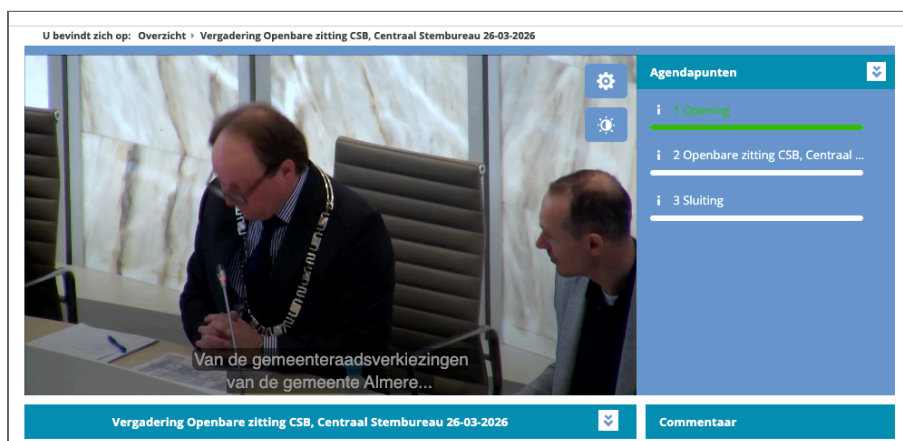 U bevindt zich op: Overzicht › Vergadering Openbare zitting CSB, Centraal Stembureau 26-03-2026
Agendapunten
i 1 Opening
i 2 Openbare zitting CSB, Centraal ...
i 3 Sluiting
Van de gemeenteraadsverkiezingen
van de gemeente Almere...
Vergadering Openbare zitting CSB, Centraal Stembureau 26-03-2026
Commentaar